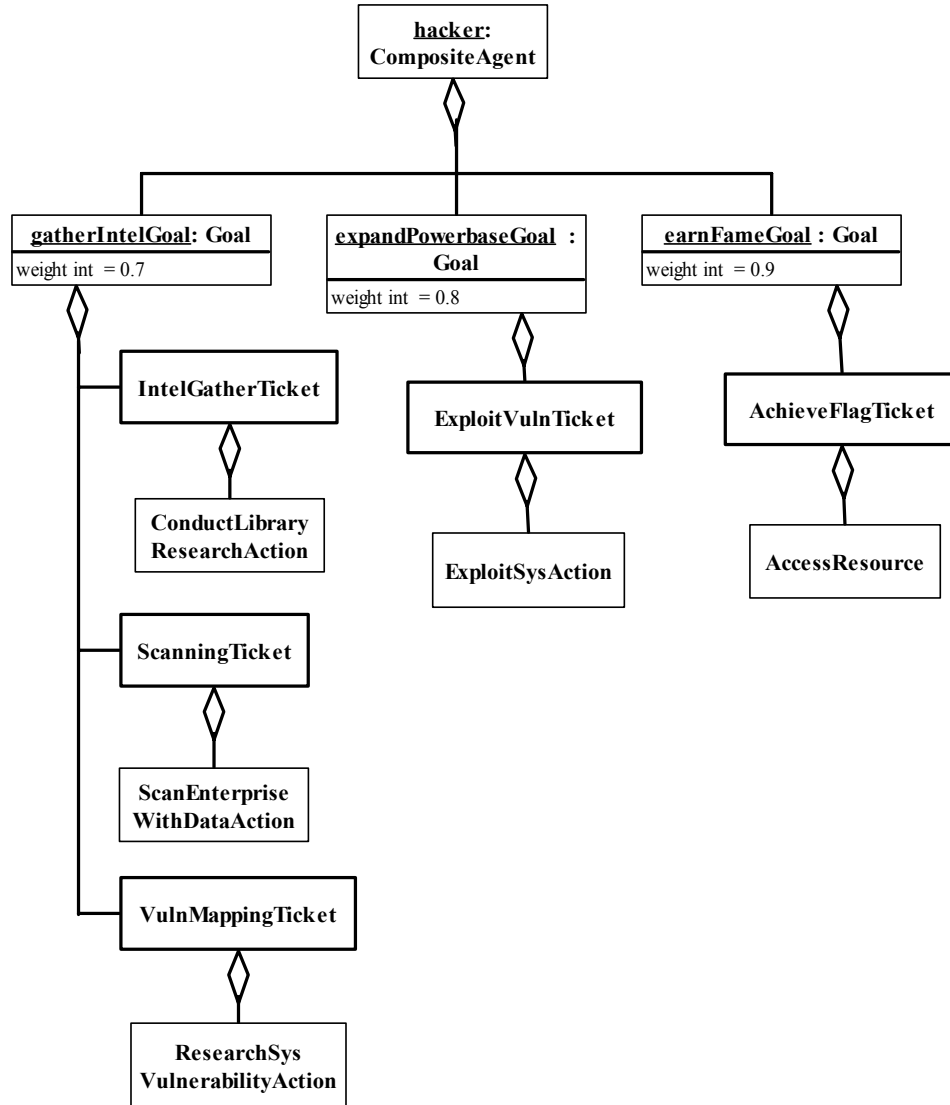 hacker:
CompositeAgent
gatherIntelGoal: Goal
weight int = 0.7
expandPowerbaseGoal :
Goal
weight int = 0.8
earnFameGoal : Goal
weight int = 0.9
IntelGatherTicket
ConductLibrary
ResearchAction
ScanningTicket
ScanEnterprise
WithDataAction
VulnMappingTicket
ResearchSys
VulnerabilityAction
ExploitVulnTicket
ExploitSysAction
AchieveFlagTicket
AccessResource